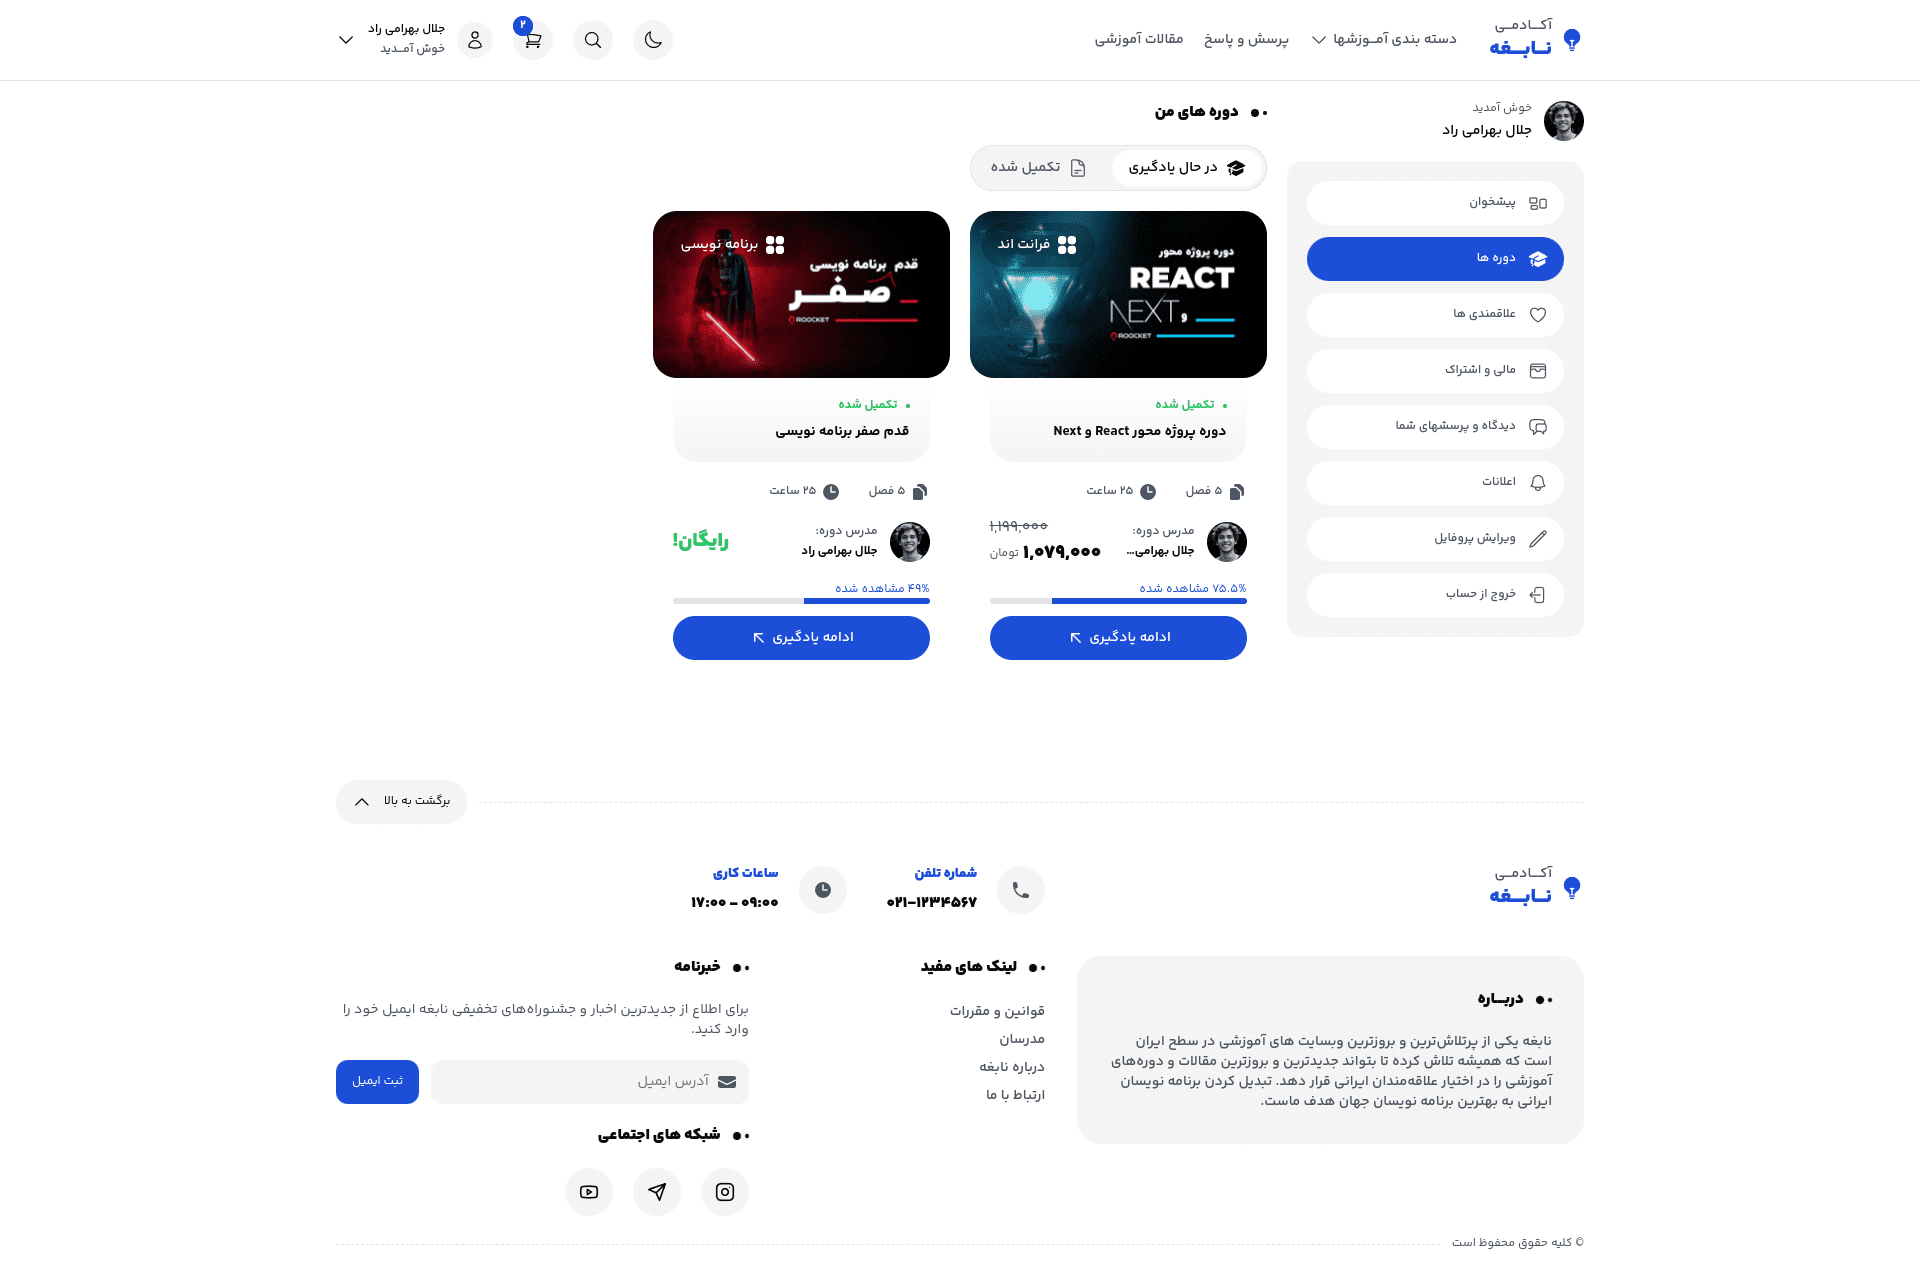 آکــادمــی
نــابــغه
دسته بندی آمــوزشها
پرسش و پاسخ
مقالات آموزشی
۲
جلال بهرامی راد
خوش آمــدید
خوش آمدید
جلال بهرامی راد
پیشخوان
دوره ها
علاقمندی ها
مالی و اشتراک
دیدگاه و پرسشهای شما
اعلانات
ویرایش پروفایل
خروج از حساب
دوره های من
در حال یادگیری
تکمیل شده
فرانت اند
دوره پروژه محور
REACT
و NEXT
ROOCKET
تکمیل شده
دوره پروژه محور React و Next
۵ فصل
۲۵ ساعت
مدرس دوره:
جلال بهرامی...
۱,۱۹۹,۰۰۰
۱,۰۷۹,۰۰۰ تومان
۷۵.۵% مشاهده شده
ادامه یادگیری
برنامه نویسی
قدم برنامه نویسی
صفـر
ROOCKET
تکمیل شده
قدم صفر برنامه نویسی
۵ فصل
۲۵ ساعت
مدرس دوره:
جلال بهرامی راد
رایگان!
۴۹% مشاهده شده
ادامه یادگیری
برگشت به بالا
آکــادمــی
نــابــغه
شماره تلفن
۰۲۱-۱۲۳۴۵۶۷
ساعات کاری
۰۹:۰۰ - ۱۷:۰۰
دربــاره
نابغه یکی از پرتلاش‌ترین و بروزترین وبسایت های آموزشی در سطح ایران
است که همیشه تلاش کرده تا بتواند جدیدترین و بروزترین مقالات و دوره‌های
آموزشی را در اختیار علاقه‌مندان ایرانی قرار دهد. تبدیل کردن برنامه نویسان
ایرانی به بهترین برنامه نویسان جهان هدف ماست.
لینک های مفید
قوانین و مقررات
مدرسان
درباره نابغه
ارتباط با ما
خبرنامه
برای اطلاع از جدیدترین اخبار و جشنوراه‌های تخفیفی نابغه ایمیل خود را
وارد کنید.
آدرس ایمیل
ثبت ایمیل
شبکه های اجتماعی
© کلیه حقوق محفوظ است